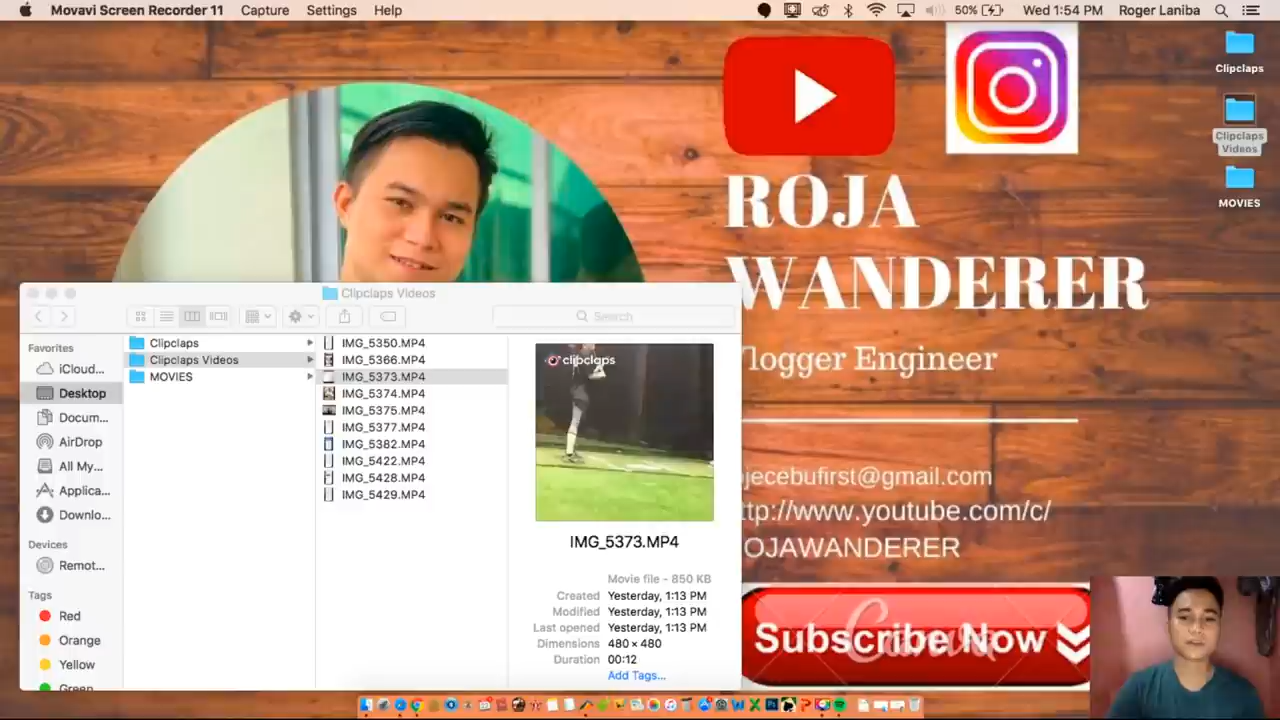 Movavi Screen Recorder 11 Capture Settings Help 50% Wed 1:54 PM Roger Laniba
Clipclaps
Clipclaps
Videos
MOVIES
ROJA
WANDERER
Vlogger Engineer
ojecebufirst@gmail.com
ttp://www.youtube.com/c/
OJAWANDERER
Subscribe Now
Canva
Clipclaps Videos
Search
Favorites
iCloud...
Desktop
Docum...
AirDrop
All My...
Applica...
Downlo...
Devices
Remot...
Tags
Red
Orange
Yellow
Green
Clipclaps
Clipclaps Videos
MOVIES
IMG_5350.MP4
IMG_5366.MP4
IMG_5373.MP4
IMG_5374.MP4
IMG_5375.MP4
IMG_5377.MP4
IMG_5382.MP4
IMG_5422.MP4
IMG_5428.MP4
IMG_5429.MP4
clipclaps
IMG_5373.MP4
Movie file - 850 KB
Created Yesterday, 1:13 PM
Modified Yesterday, 1:13 PM
Last opened Yesterday, 1:13 PM
Dimensions 480 × 480
Duration 00:12
Add Tags...